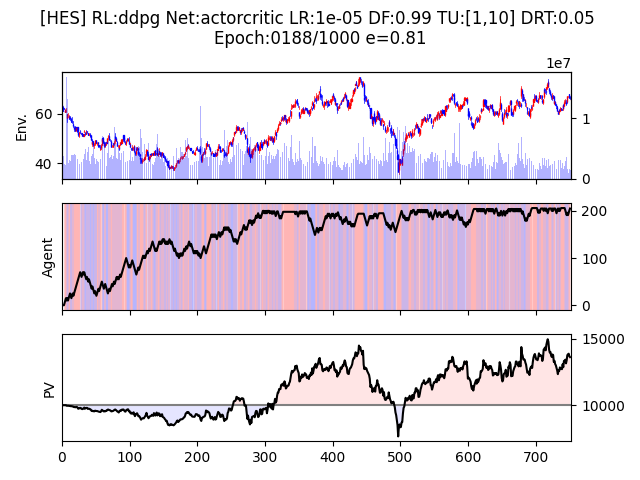 [HES] RL:ddpg Net:actorcritic LR:1e-05 DF:0.99 TU:[1,10] DRT:0.05
Epoch:0188/1000 e=0.81
1e7
Env.
60
40
1
0
Agent
200
100
0
PV
15000
10000
0 100 200 300 400 500 600 700